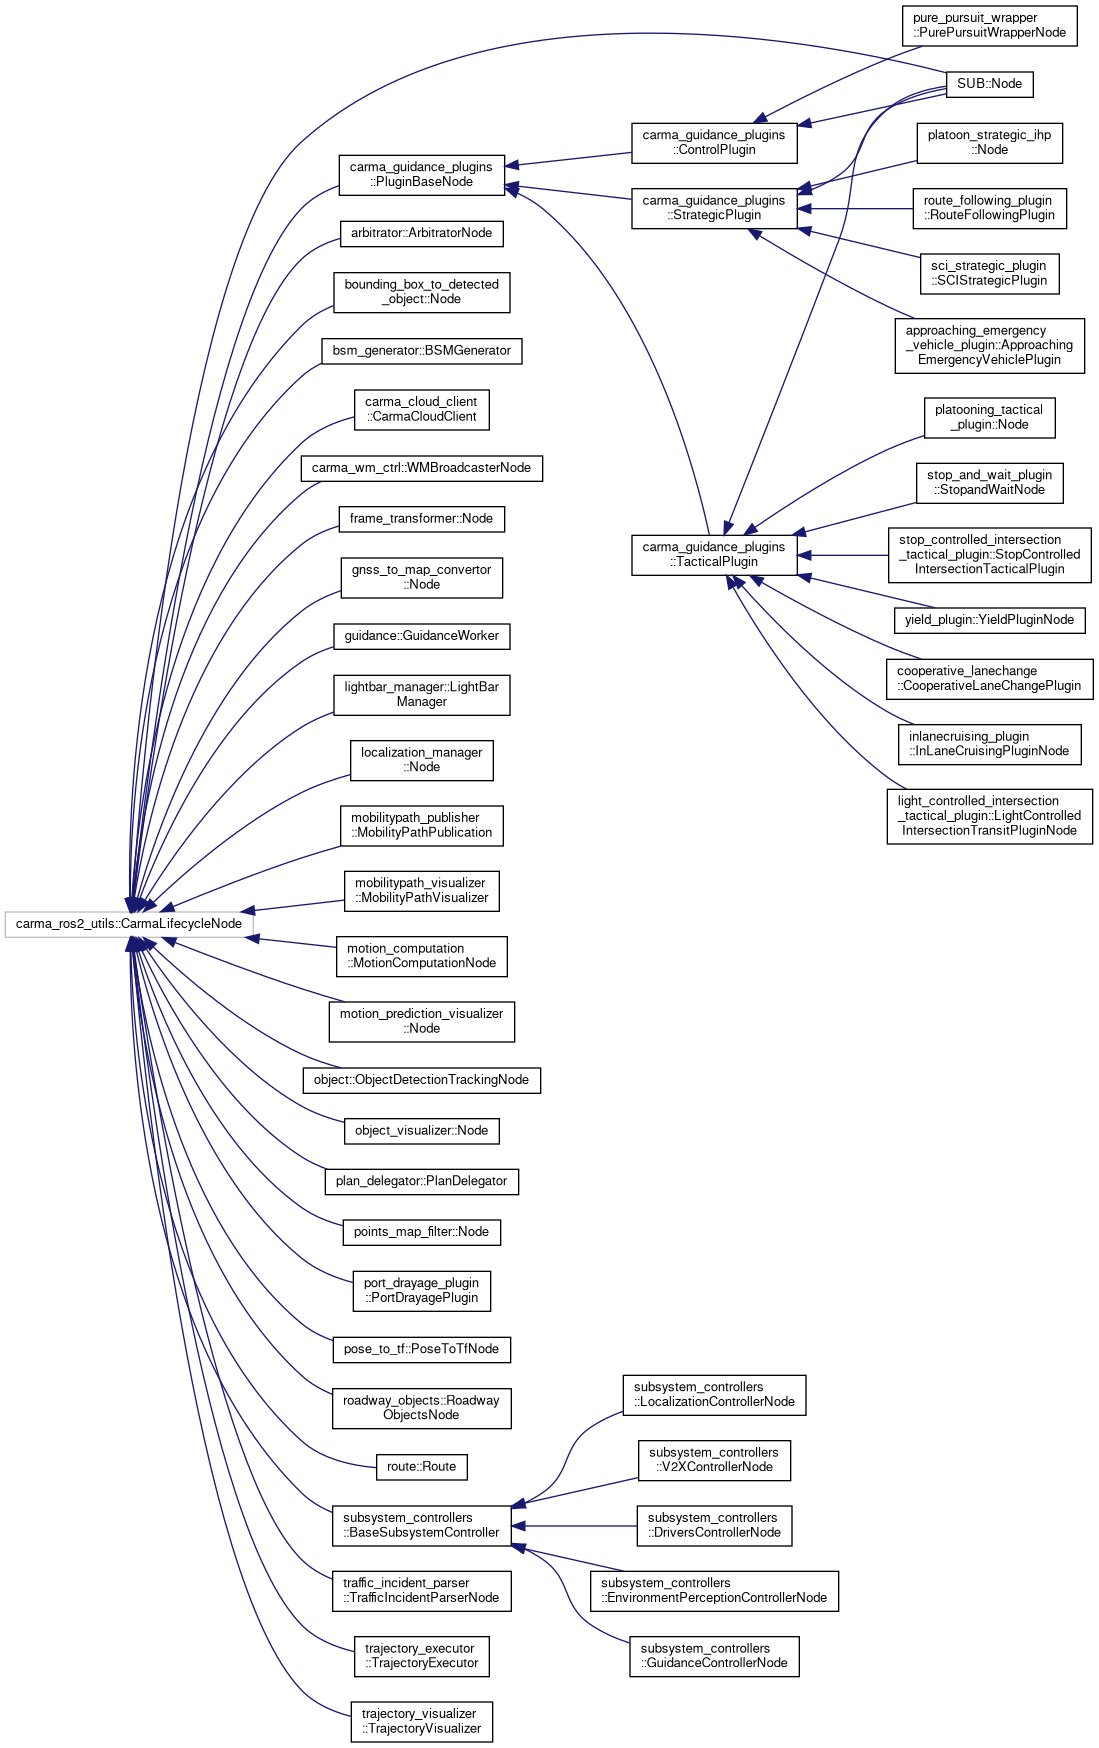 pure_pursuit_wrapper
::PurePursuitWrapperNode
SUB::Node
carma_guidance_plugins
::ControlPlugin
platoon_strategic_ihp
::Node
carma_guidance_plugins
::PluginBaseNode
carma_guidance_plugins
::StrategicPlugin
route_following_plugin
::RouteFollowingPlugin
arbitrator::ArbitratorNode
sci_strategic_plugin
::SCIStrategicPlugin
bounding_box_to_detected
_object::Node
approaching_emergency
_vehicle_plugin::Approaching
EmergencyVehiclePlugin
bsm_generator::BSMGenerator
carma_cloud_client
::CarmaCloudClient
platooning_tactical
_plugin::Node
carma_wm_ctrl::WMBroadcasterNode
stop_and_wait_plugin
::StopandWaitNode
frame_transformer::Node
carma_guidance_plugins
::TacticalPlugin
stop_controlled_intersection
_tactical_plugin::StopControlled
IntersectionTacticalPlugin
gnss_to_map_convertor
::Node
yield_plugin::YieldPluginNode
guidance::GuidanceWorker
cooperative_lanechange
::CooperativeLaneChangePlugin
lightbar_manager::LightBar
Manager
inlanecruising_plugin
::InLaneCruisingPluginNode
localization_manager
::Node
light_controlled_intersection
_tactical_plugin::LightControlled
IntersectionTransitPluginNode
mobilitypath_publisher
::MobilityPathPublication
mobilitypath_visualizer
::MobilityPathVisualizer
carma_ros2_utils::CarmaLifecycleNode
motion_computation
::MotionComputationNode
motion_prediction_visualizer
::Node
object::ObjectDetectionTrackingNode
object_visualizer::Node
plan_delegator::PlanDelegator
points_map_filter::Node
port_drayage_plugin
::PortDrayagePlugin
pose_to_tf::PoseToTfNode
roadway_objects::Roadway
ObjectsNode
subsystem_controllers
::LocalizationControllerNode
route::Route
subsystem_controllers
::V2XControllerNode
subsystem_controllers
::BaseSubsystemController
subsystem_controllers
::DriversControllerNode
traffic_incident_parser
::TrafficIncidentParserNode
subsystem_controllers
::EnvironmentPerceptionControllerNode
trajectory_executor
::TrajectoryExecutor
subsystem_controllers
::GuidanceControllerNode
trajectory_visualizer
::TrajectoryVisualizer